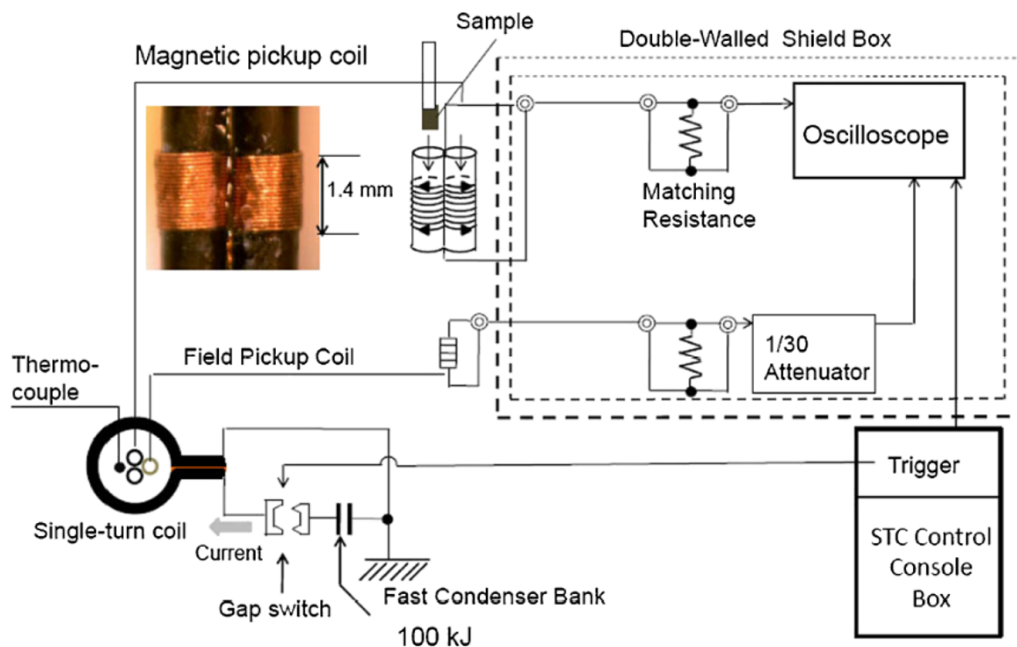 Sample
Double-Walled Shield Box
Magnetic pickup coil
Oscilloscope
1.4 mm
Matching
Resistance
Field Pickup Coil
1/30
Attenuator
Thermo-
couple
Trigger
Single-turn coil
Current
STC Control
Console
Box
Gap switch
Fast Condenser Bank
100 kJ